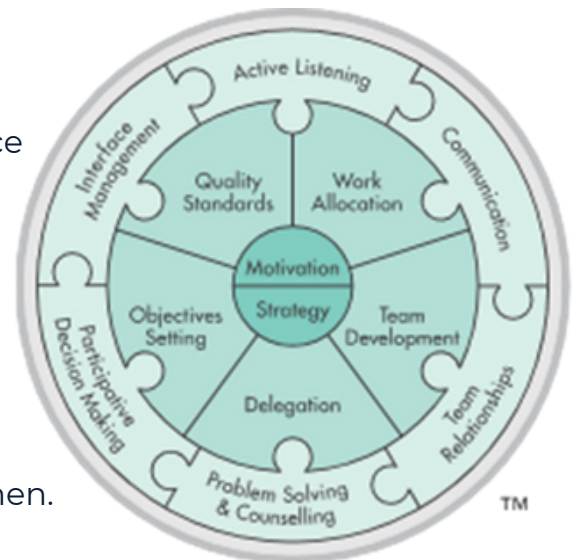 ce
nen.
Active Listening
Communication
Team
Relationships
Problem Solving
& Counselling
Participative
Decision Making
Interface
Management
Quality
Standards
Work
Allocation
Team
Development
Delegation
Objectives
Setting
Motivation
Strategy
TM